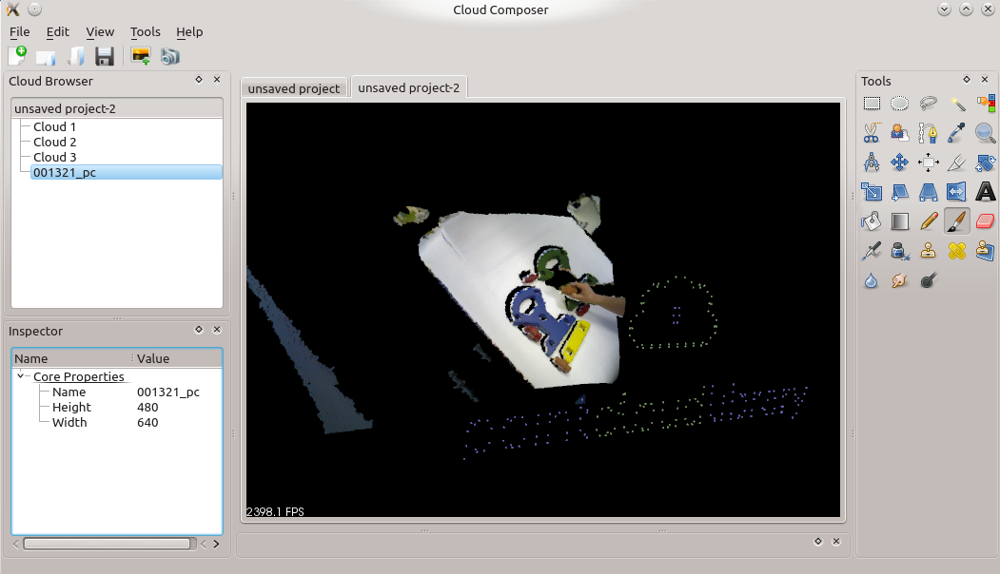 Cloud Composer
File Edit View Tools Help
Cloud Browser
unsaved project-2
Cloud 1
Cloud 2
Cloud 3
001321_pc
Inspector
Name Value
Core Properties
Name 001321_pc
Height 480
Width 640
unsaved project unsaved project-2
pointcloudlibrary
2398.1 FPS
Tools